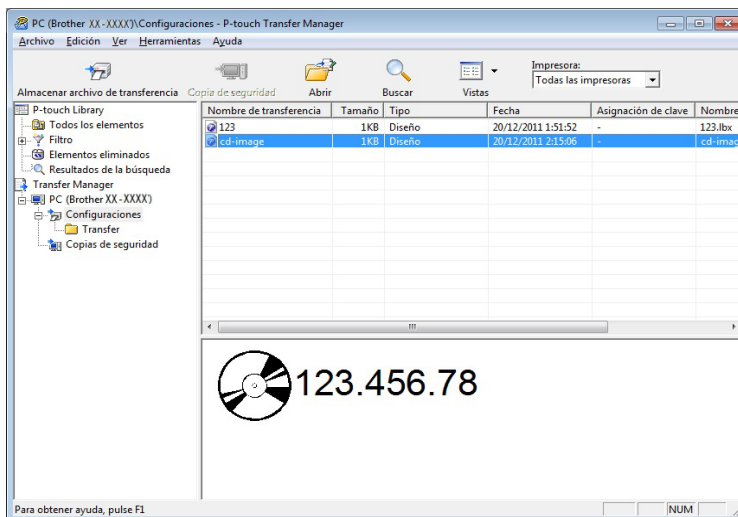 PC (Brother XX-XXXX)\Configuraciones - P-touch Transfer Manager
Archivo Edición Ver Herramientas Ayuda
Almacenar archivo de transferencia Copia de seguridad Abrir Buscar Vistas
Impresora:
Todas las impresoras
P-touch Library
Todos los elementos
Filtro
Elementos eliminados
Resultados de la búsqueda
Transfer Manager
PC (Brother XX-XXXX)
Configuraciones
Transfer
Copias de seguridad
Nombre de transferencia Tamaño Tipo Fecha Asignación de clave Nombre
123 1KB Diseño 20/12/2011 1:51:52 - 123.lbx
cd-image 1KB Diseño 20/12/2011 2:15:06 - cd-imag
123.456.78
Para obtener ayuda, pulse F1
NUM